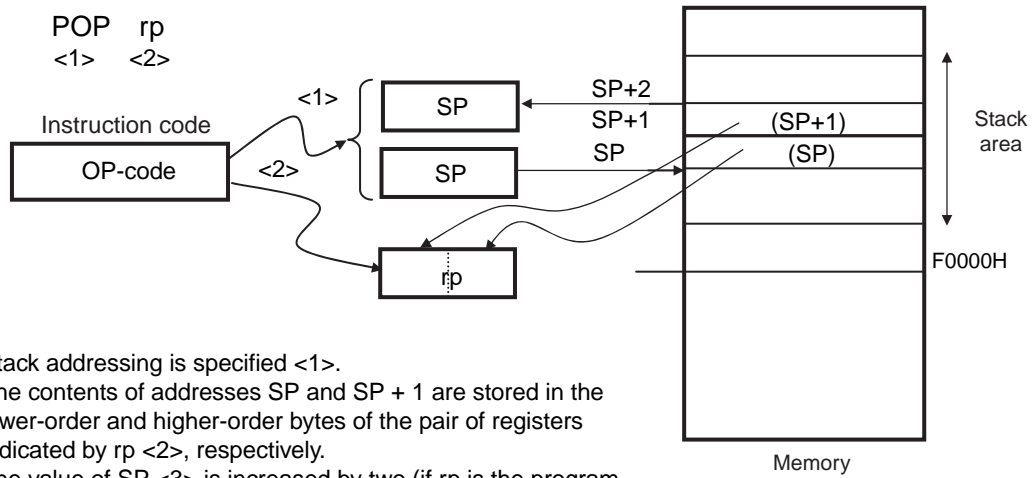 POP rp
<1> <2>
Instruction code
OP-code
<1>
<2>
SP
SP
rp
SP+2
SP+1
SP
(SP+1)
(SP)
Stack
area
F0000H
Memory
tack addressing is specified <1>.
he contents of addresses SP and SP + 1 are stored in the
wer-order and higher-order bytes of the pair of registers
dicated by rp <2>, respectively.
he value of SP <3> is increased by two (if rp is the program